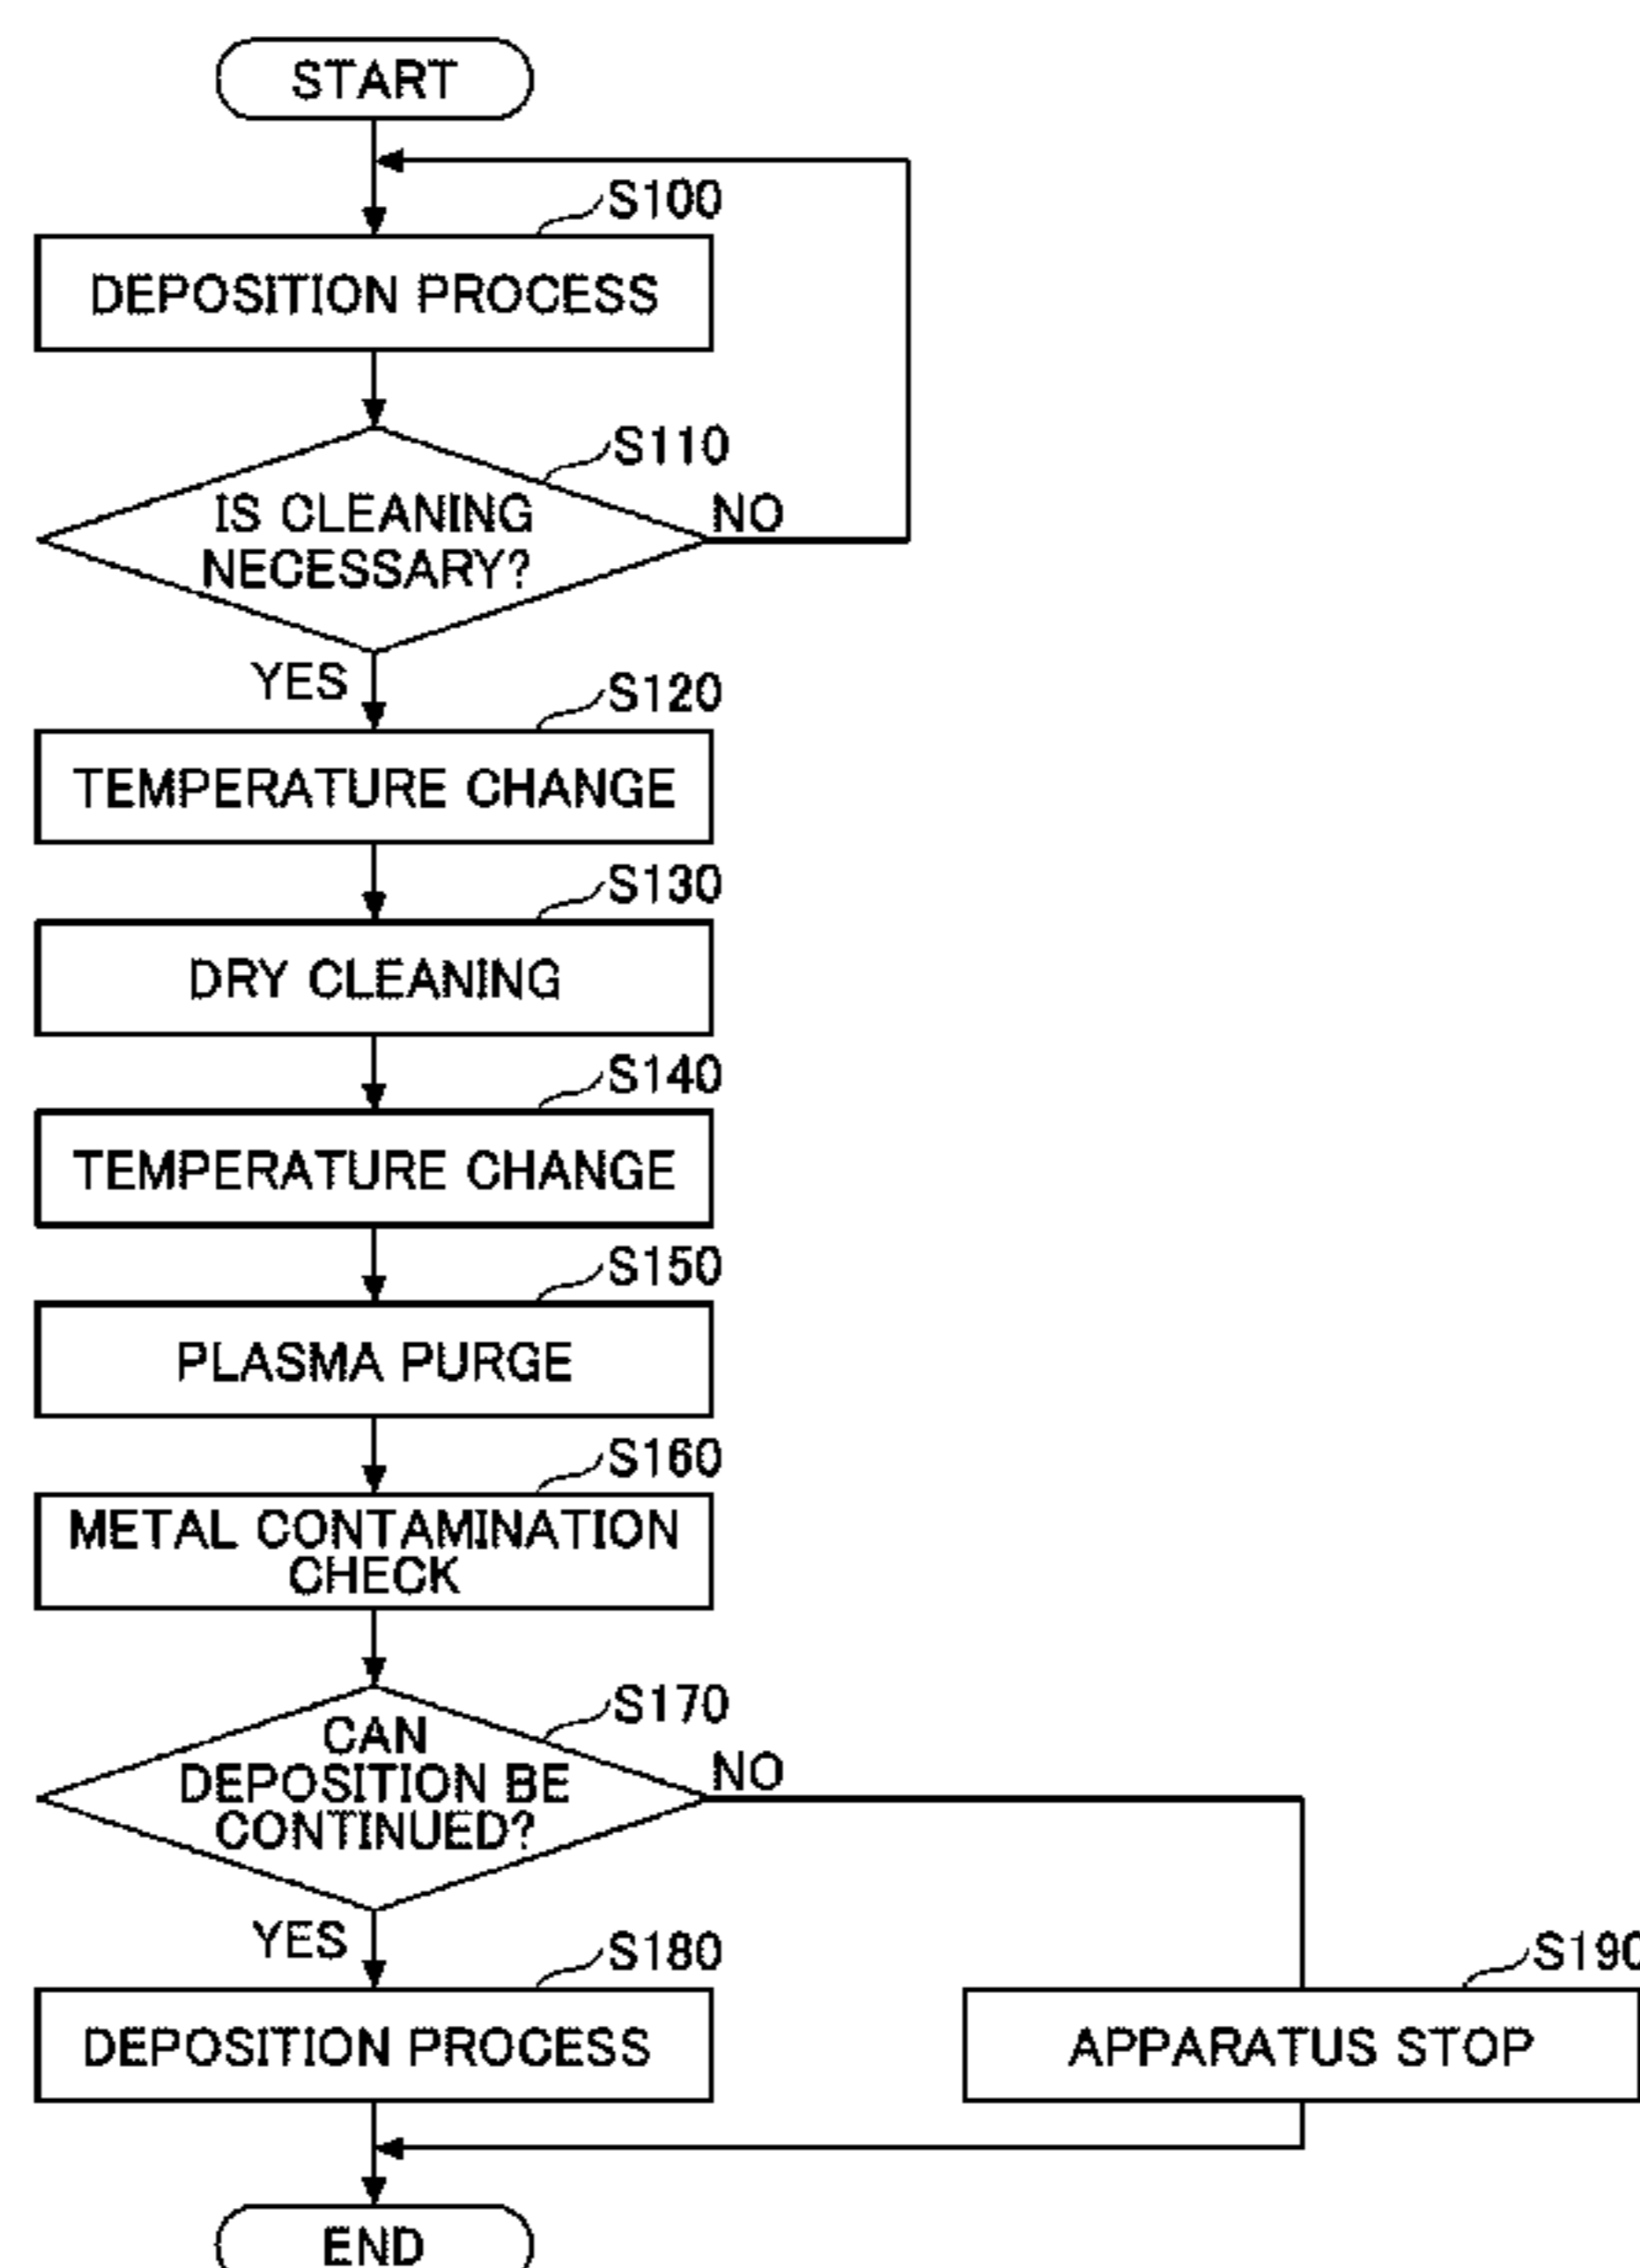 START
S100
DEPOSITION PROCESS
S110
IS CLEANING
NECESSARY?
NO
YES
S120
TEMPERATURE CHANGE
S130
DRY CLEANING
S140
TEMPERATURE CHANGE
S150
PLASMA PURGE
S160
METAL CONTAMINATION
CHECK
S170
CAN
DEPOSITION BE
CONTINUED?
NO
YES
S180
DEPOSITION PROCESS
S190
APPARATUS STOP
END